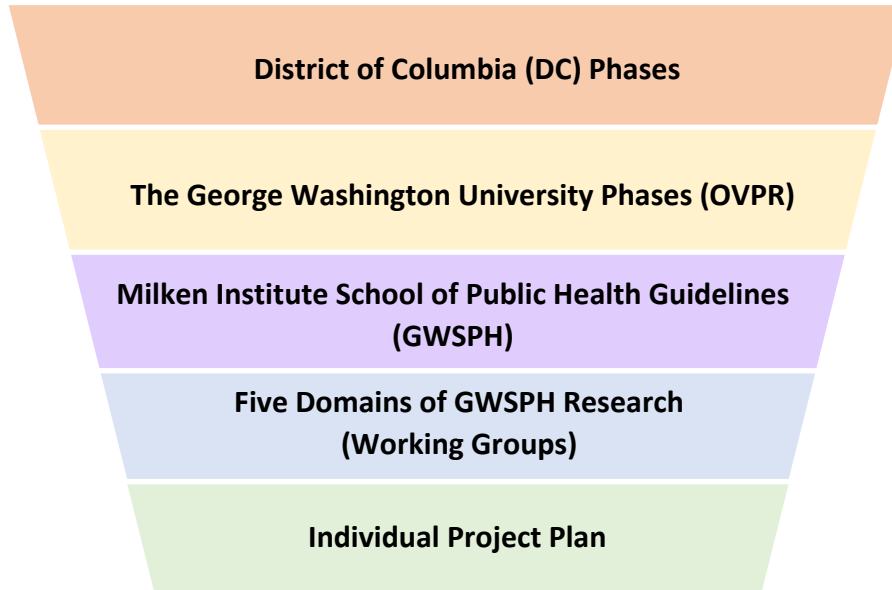 District of Columbia (DC) Phases
The George Washington University Phases (OVPR)
Milken Institute School of Public Health Guidelines
(GWSPH)
Five Domains of GWSPH Research
(Working Groups)
Individual Project Plan